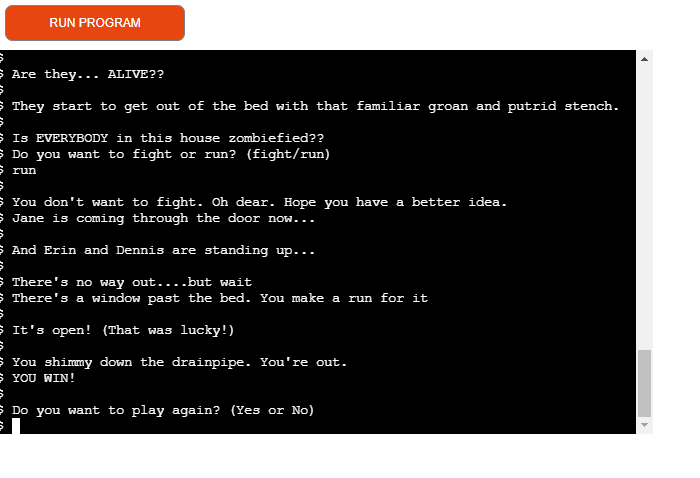 RUN PROGRAM
$
$ Are they... ALIVE??
$
$ They start to get out of the bed with that familiar groan and putrid stench.
$
$ Is EVERYBODY in this house zombiefied??
$ Do you want to fight or run? (fight/run)
$ run
$
$ You don't want to fight. Oh dear. Hope you have a better idea.
$ Jane is coming through the door now...
$
$ And Erin and Dennis are standing up...
$
$ There's no way out....but wait
$ There's a window past the bed. You make a run for it
$
$ It's open! (That was lucky!)
$
$ You shimmy down the drainpipe. You're out.
$ YOU WIN!
$
$ Do you want to play again? (Yes or No)
$